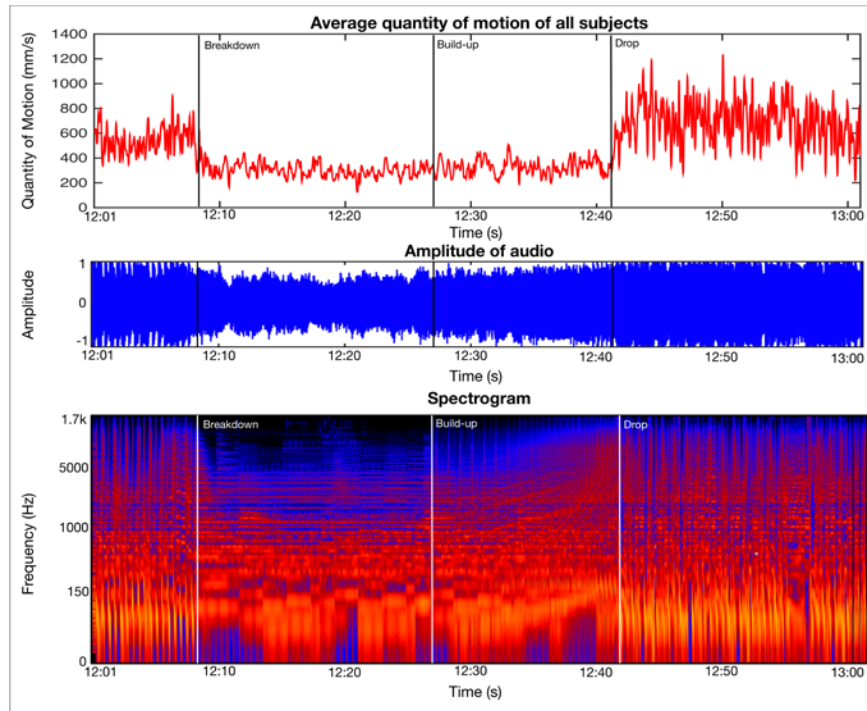 Average quantity of motion of all subjects
Quantity of Motion (mm/s)
1400
1200
1000
800
600
400
200
0
Breakdown Build-up Drop
12:01 12:10 12:20 12:30 12:40 12:50 13:00
Time (s)
Amplitude of audio
Amplitude
1
0
-1
12:01 12:10 12:20 12:30 12:40 12:50 13:00
Time (s)
Spectrogram
Frequency (Hz)
1.7k
5000
1000
150
0
Breakdown Build-up Drop
12:01 12:10 12:20 12:30 12:40 12:50 13:00
Time (s)